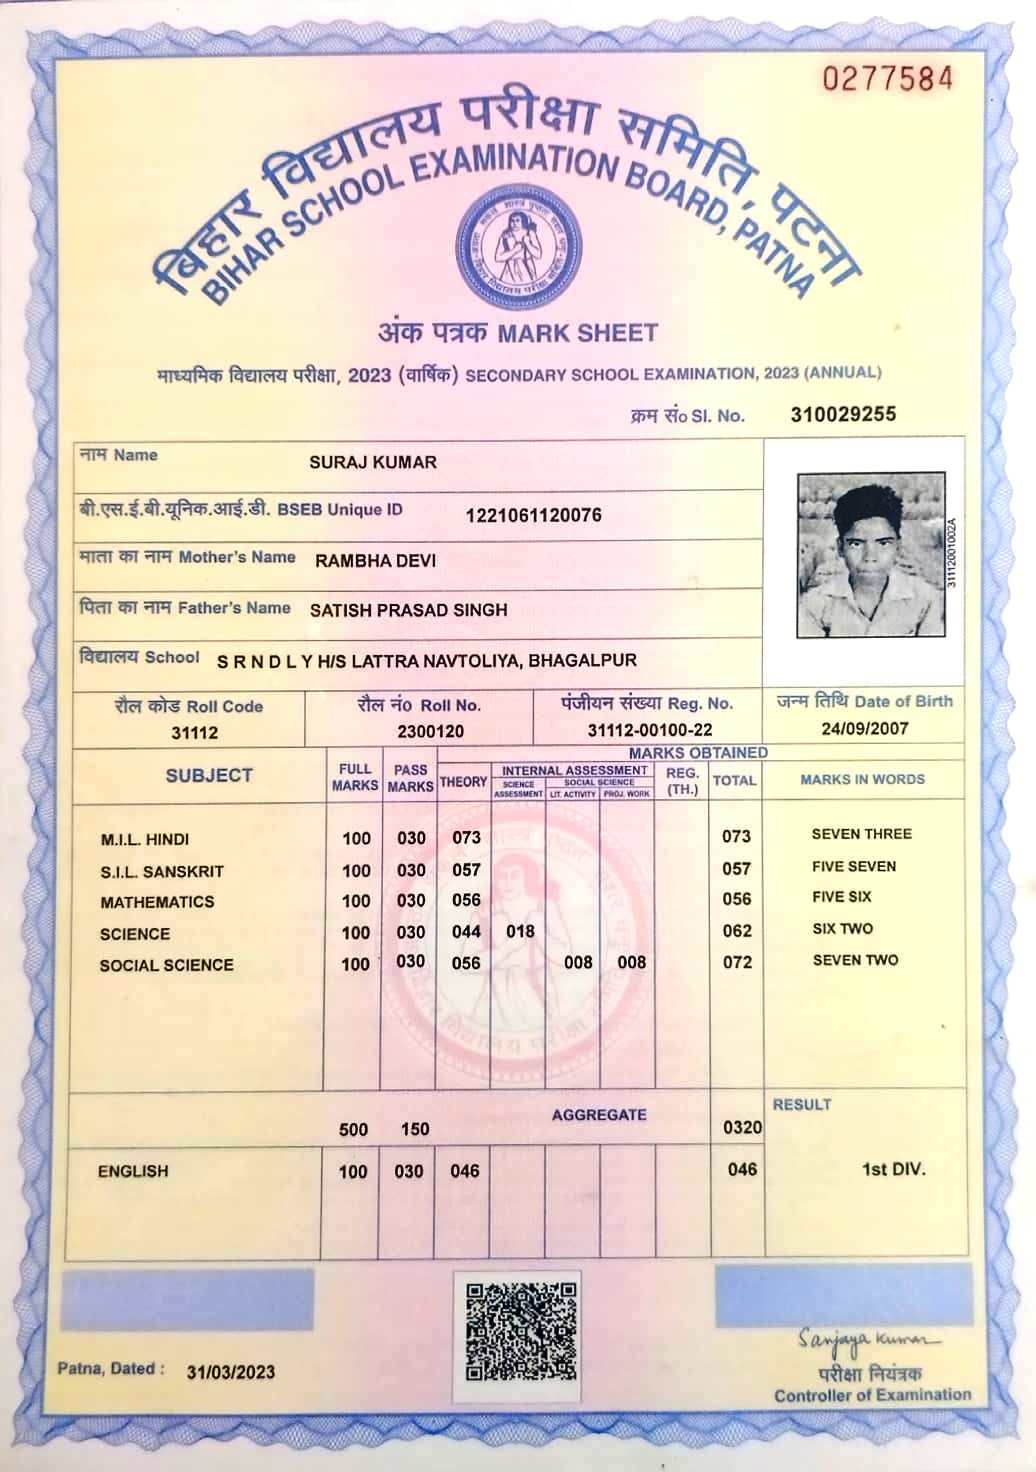 0277584
बिहार विद्यालय परीक्षा समिति, पटना
BIHAR SCHOOL EXAMINATION BOARD, PATNA
अंक पत्रक MARK SHEET
माध्यमिक विद्यालय परीक्षा, 2023 (वार्षिक) SECONDARY SCHOOL EXAMINATION, 2023 (ANNUAL)
क्रम सं० Sl. No. 310029255
नाम Name SURAJ KUMAR
बी.एस.ई.बी.यूनिक.आई.डी. BSEB Unique ID 1221061120076
माता का नाम Mother's Name RAMBHA DEVI
पिता का नाम Father's Name SATISH PRASAD SINGH
विद्यालय School S R N D L Y H/S LATTRA NAVTOLIYA, BHAGALPUR
31112001002A
रौल कोड Roll Code रौल नं० Roll No. पंजीयन संख्या Reg. No. जन्म तिथि Date of Birth
31112 2300120 31112-00100-22 24/09/2007
MARKS OBTAINED
SUBJECT FULL MARKS PASS MARKS THEORY INTERNAL ASSESSMENT REG. (TH.) TOTAL MARKS IN WORDS
SCIENCE ASSESSMENT SOCIAL SCIENCE
LIT. ACTIVITY PROJ. WORK
M.I.L. HINDI 100 030 073 073 SEVEN THREE
S.I.L. SANSKRIT 100 030 057 057 FIVE SEVEN
MATHEMATICS 100 030 056 056 FIVE SIX
SCIENCE 100 030 044 018 062 SIX TWO
SOCIAL SCIENCE 100 030 056 008 008 072 SEVEN TWO
AGGREGATE RESULT
500 150 0320
ENGLISH 100 030 046 046 1st DIV.
Sanjaya Kumar
Patna, Dated : 31/03/2023
परीक्षा नियंत्रक
Controller of Examination